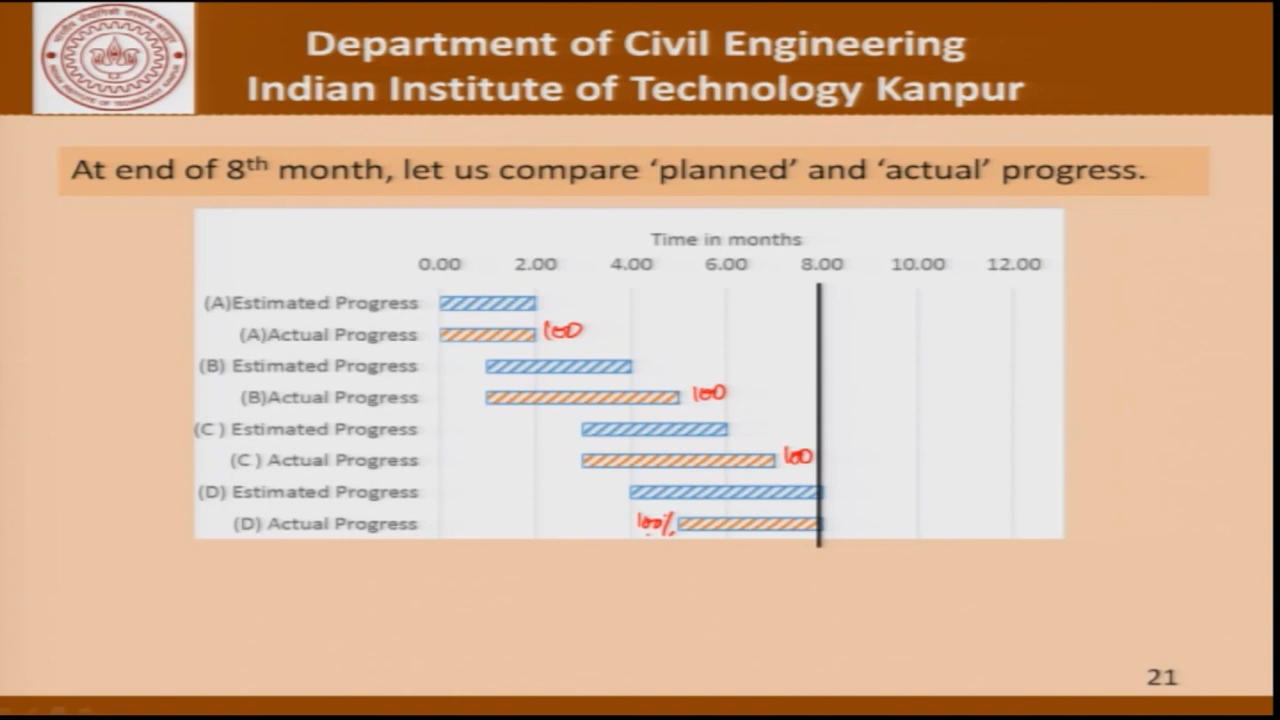 Department of Civil Engineering
Indian Institute of Technology Kanpur
At end of 8th month, let us compare ‘planned’ and ‘actual’ progress.
Time in months
0.00 2.00 4.00 6.00 8.00 10.00 12.00
(A)Estimated Progress
(A)Actual Progress 100
(B) Estimated Progress
(B)Actual Progress 100
(C ) Estimated Progress
(C ) Actual Progress 100
(D) Estimated Progress
(D) Actual Progress 100%
21